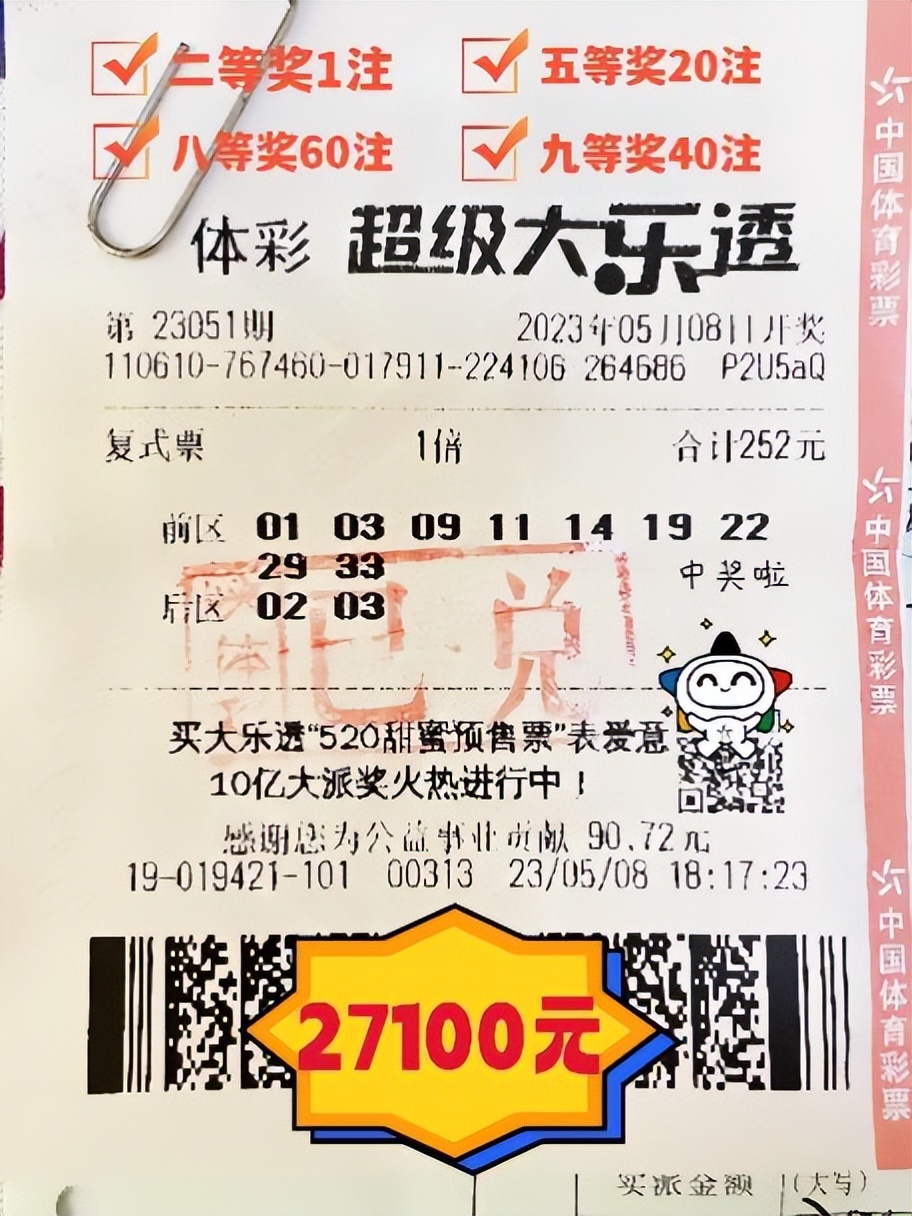 二等奖1注 五等奖20注
八等奖60注 九等奖40注
体彩 超级大乐透
第 23051期 2023年05月08日开奖
110610-767460-017911-224106 264686 P2U5aQ
复式票 1倍 合计252元
前区 01 03 09 11 14 19 22
29 33
中奖啦
后区 02 03
已兑
买大乐透“520甜蜜预售票”表爱意
10亿大派奖火热进行中！
感谢您为公益事业贡献 90.72元
19-019421-101 00313 23/05/08 18:17:23
27100元
买派金额 (大写)
中国体育彩票
中国体育彩票
中国体育彩票